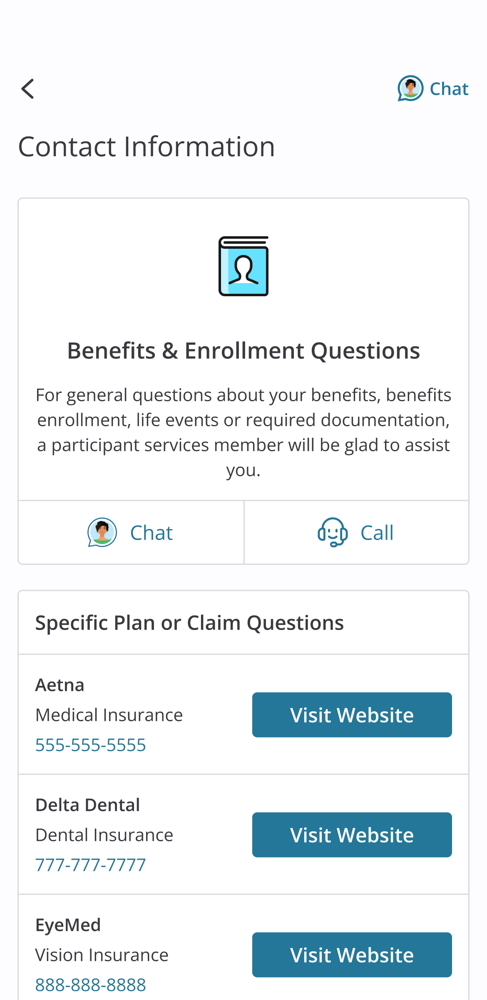 Chat
Contact Information
Benefits & Enrollment Questions
For general questions about your benefits, benefits
enrollment, life events or required documentation,
a participant services member will be glad to assist
you.
Chat
Call
Specific Plan or Claim Questions
Aetna
Medical Insurance
555-555-5555
Visit Website
Delta Dental
Dental Insurance
777-777-7777
Visit Website
EyeMed
Vision Insurance
888-888-8888
Visit Website